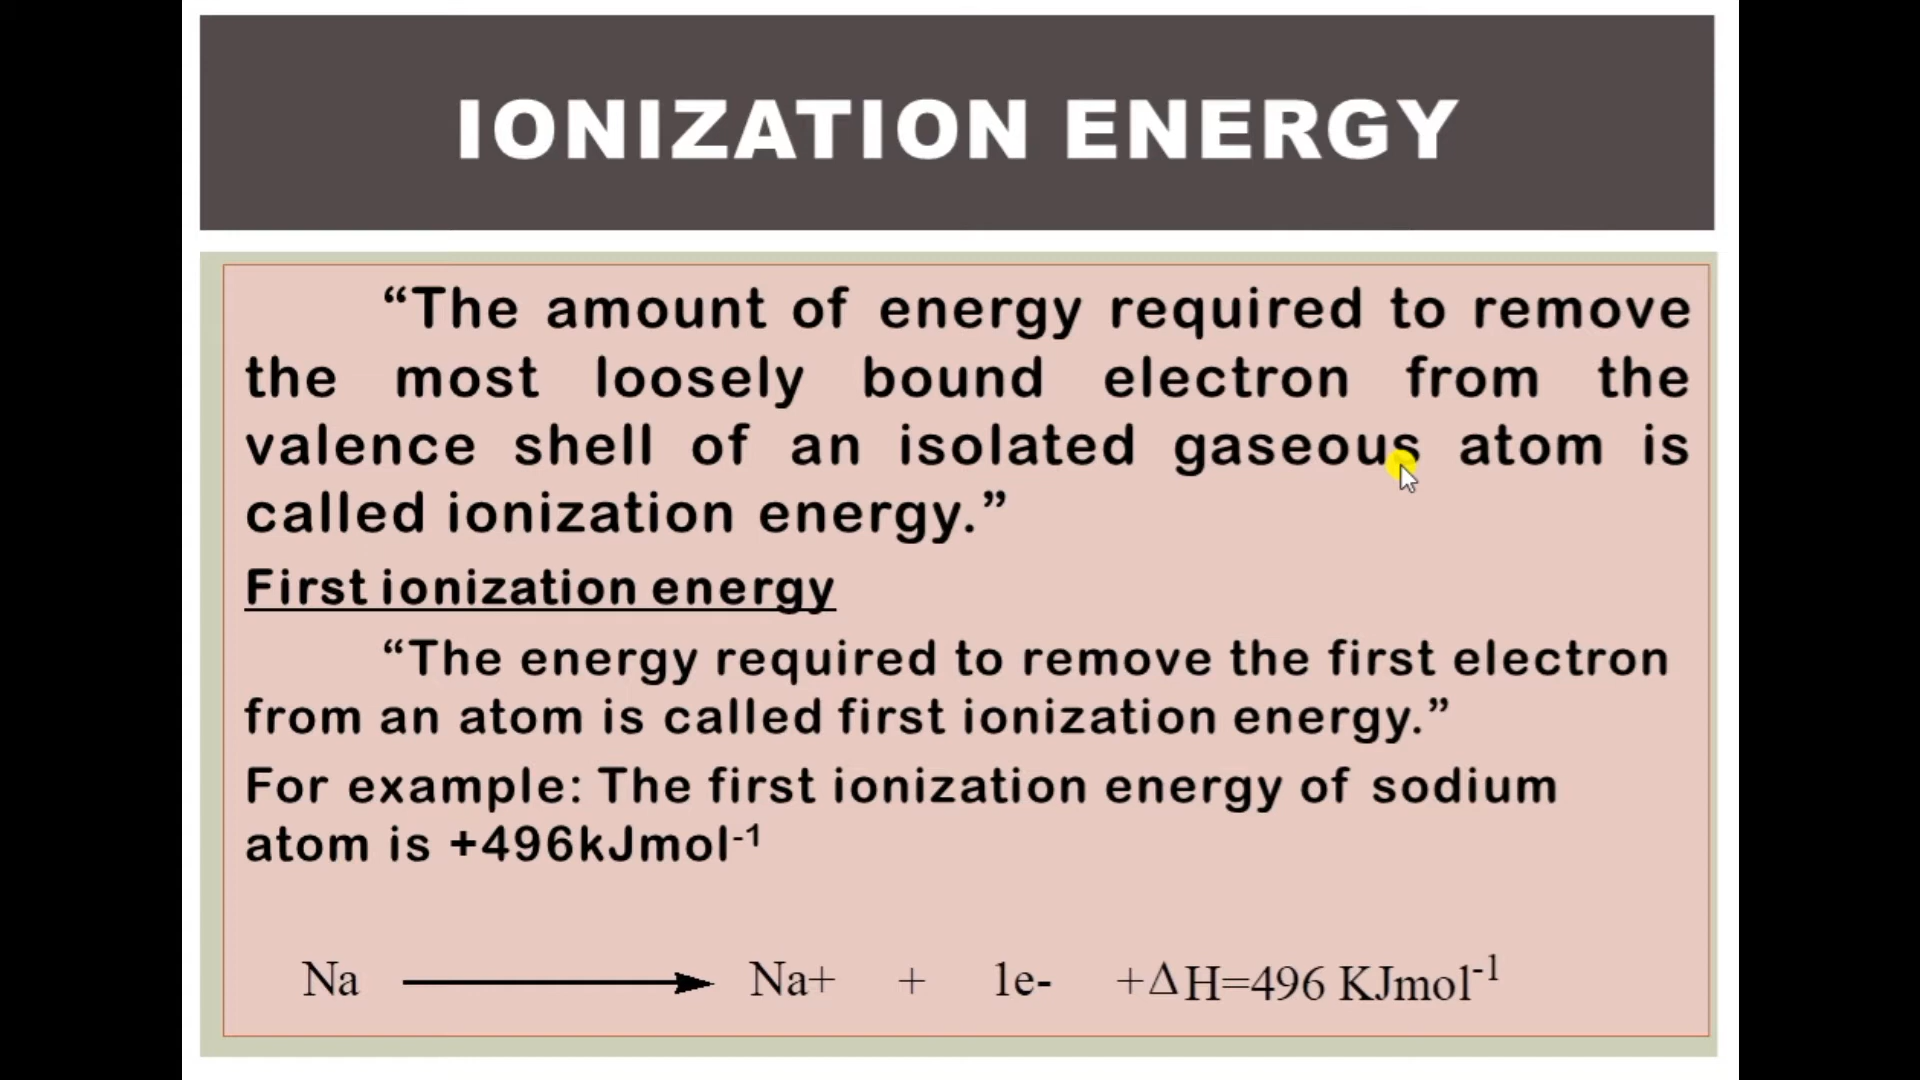 IONIZATION ENERGY
“The amount of energy required to remove
the most loosely bound electron from the
valence shell of an isolated gaseous atom is
called ionization energy.”
First ionization energy
“The energy required to remove the first electron
from an atom is called first ionization energy.”
For example: The first ionization energy of sodium
atom is +496kJmol⁻¹
Na ⟶ Na+ + 1e- +ΔH=496 KJmol⁻¹